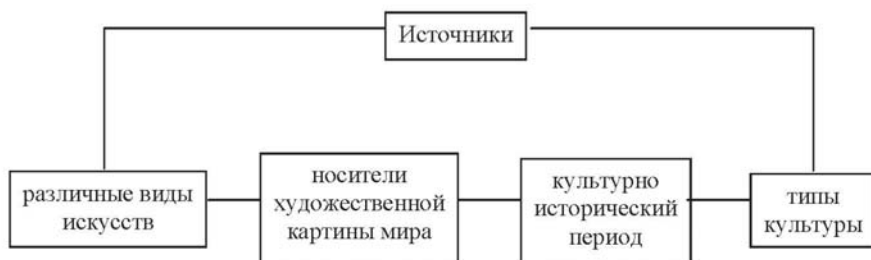 Источники
различные виды
искусств
носители
художественной
картины мира
культурно
исторический
период
типы
культуры